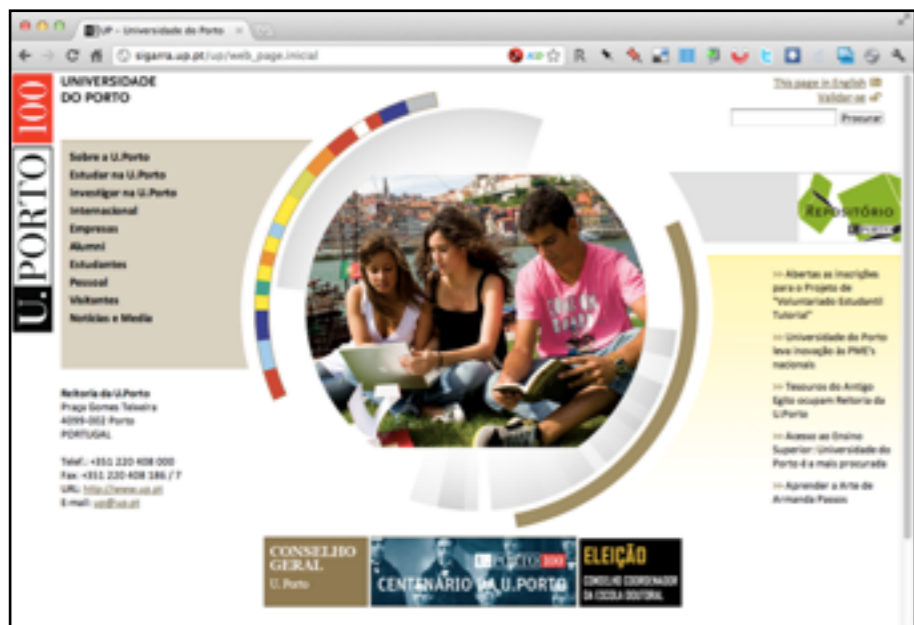 UP - Universidade do Porto
sigarra.up.pt/up/web_page.inicial
UNIVERSIDADE
DO PORTO
This page in English
Validar-se
Procurar
U.PORTO 100
Sobre a U.Porto
Estudar na U.Porto
Investigar na U.Porto
Internacional
Empresas
Alumni
Estudantes
Pessoal
Visitantes
Notícias e Media
REPOSITÓRIO
U.PORTO
>> Abertas as inscrições
para o Projeto de
"Voluntariado Estudantil
Tutorial"
>> Universidade do Porto
leva inovação às PME's
nacionais
>> Tesouros do Antigo
Egito ocupam Reitoria da
U.Porto
>> Acesso ao Ensino
Superior: Universidade do
Porto é a mais procurada
>> Aprender a Arte de
Armanda Passos
Reitoria da U.Porto
Praça Gomes Teixeira
4099-002 Porto
PORTUGAL
Telef.: +351 220 408 000
Fax: +351 220 408 186 / 7
URL: http://www.up.pt
E-mail: up@up.pt
CONSELHO
GERAL
U. Porto
U.PORTO 100
CENTENÁRIO DA U.PORTO
ELEIÇÃO
CONSELHO COORDENADOR
DA ESCOLA DOUTORAL